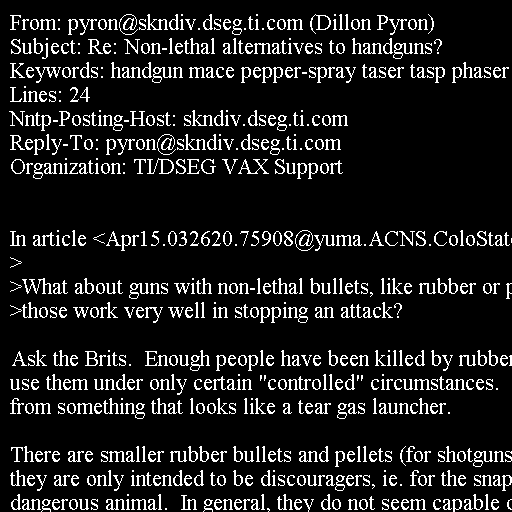 From: pyron@skndiv.dseg.ti.com (Dillon Pyron)
Subject: Re: Non-lethal alternatives to handguns?
Keywords: handgun mace pepper-spray taser tasp phaser
Lines: 24
Nntp-Posting-Host: skndiv.dseg.ti.com
Reply-To: pyron@skndiv.dseg.ti.com
Organization: TI/DSEG VAX Support
In article <Apr15.032620.75908@yuma.ACNS.ColoStat
>
>What about guns with non-lethal bullets, like rubber or
>those work very well in stopping an attack?
Ask the Brits.  Enough people have been killed by rubber
use them under only certain "controlled" circumstances.
from something that looks like a tear gas launcher.
There are smaller rubber bullets and pellets (for shotguns
they are only intended to be discouragers, ie. for the snap
dangerous animal.  In general, they do not seem capable